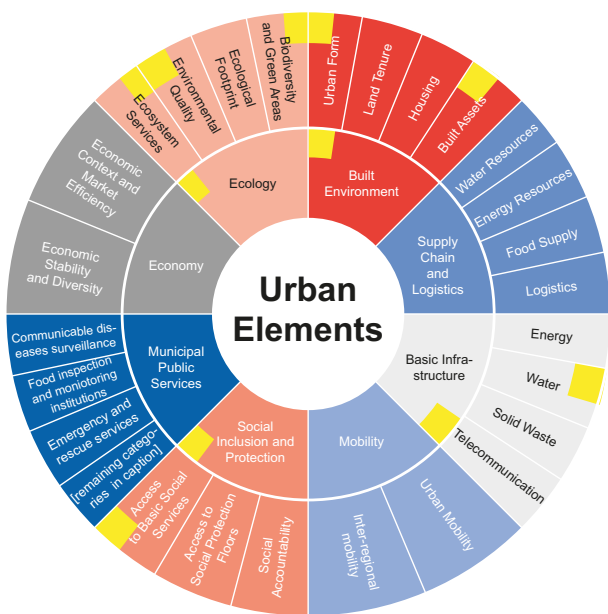 Urban
Elements
Built
Environment
Urban Form
Land Tenure
Housing
Built Assets
Supply
Chain
and
Logistics
Water Resources
Energy Resources
Food Supply
Logistics
Basic Infra-
structure
Energy
Water
Solid Waste
Telecommunication
Mobility
Urban Mobility
Inter-regional
mobility
Social
Inclusion and
Protection
Social
Accountability
Access to
Social Protection
Floors
Access
to Basic Social
Services
Municipal
Public
Services
[remaining catego-
ries in caption]
Emergency and
rescue services
Food inspection
and moniotoring
institutions
Communicable dis-
eases surveillance
Economy
Economic
Stability
and Diversity
Economic
Context and
Market
Efficiency
Ecology
Ecosystem
Services
Environmental
Quality
Ecological
Footprint
Biodiversity
and Green Areas